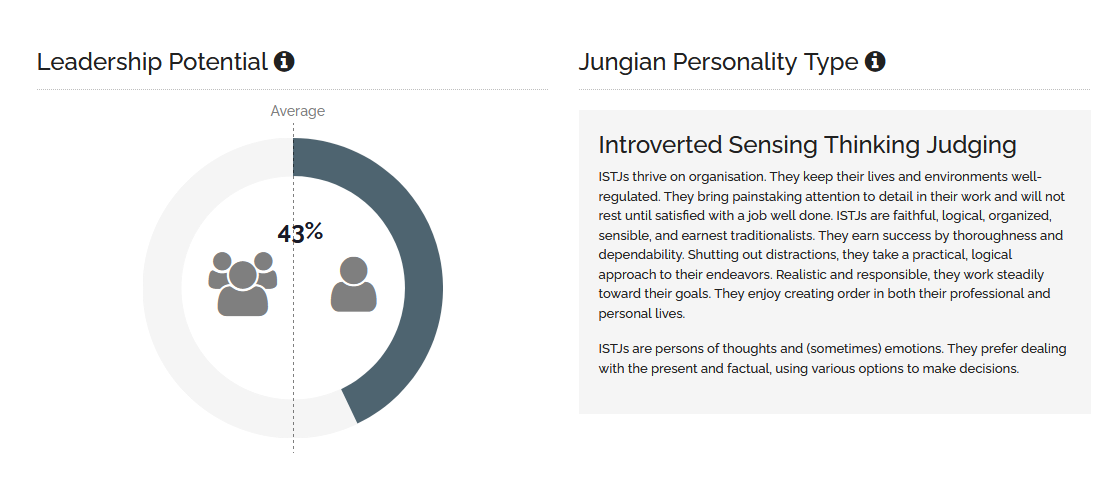 Leadership Potential
Average
43%
Jungian Personality Type
Introverted Sensing Thinking Judging
ISTJs thrive on organisation. They keep their lives and environments well-
regulated. They bring painstaking attention to detail in their work and will not
rest until satisfied with a job well done. ISTJs are faithful, logical, organized,
sensible, and earnest traditionalists. They earn success by thoroughness and
dependability. Shutting out distractions, they take a practical, logical
approach to their endeavors. Realistic and responsible, they work steadily
toward their goals. They enjoy creating order in both their professional and
personal lives.
ISTJs are persons of thoughts and (sometimes) emotions. They prefer dealing
with the present and factual, using various options to make decisions.